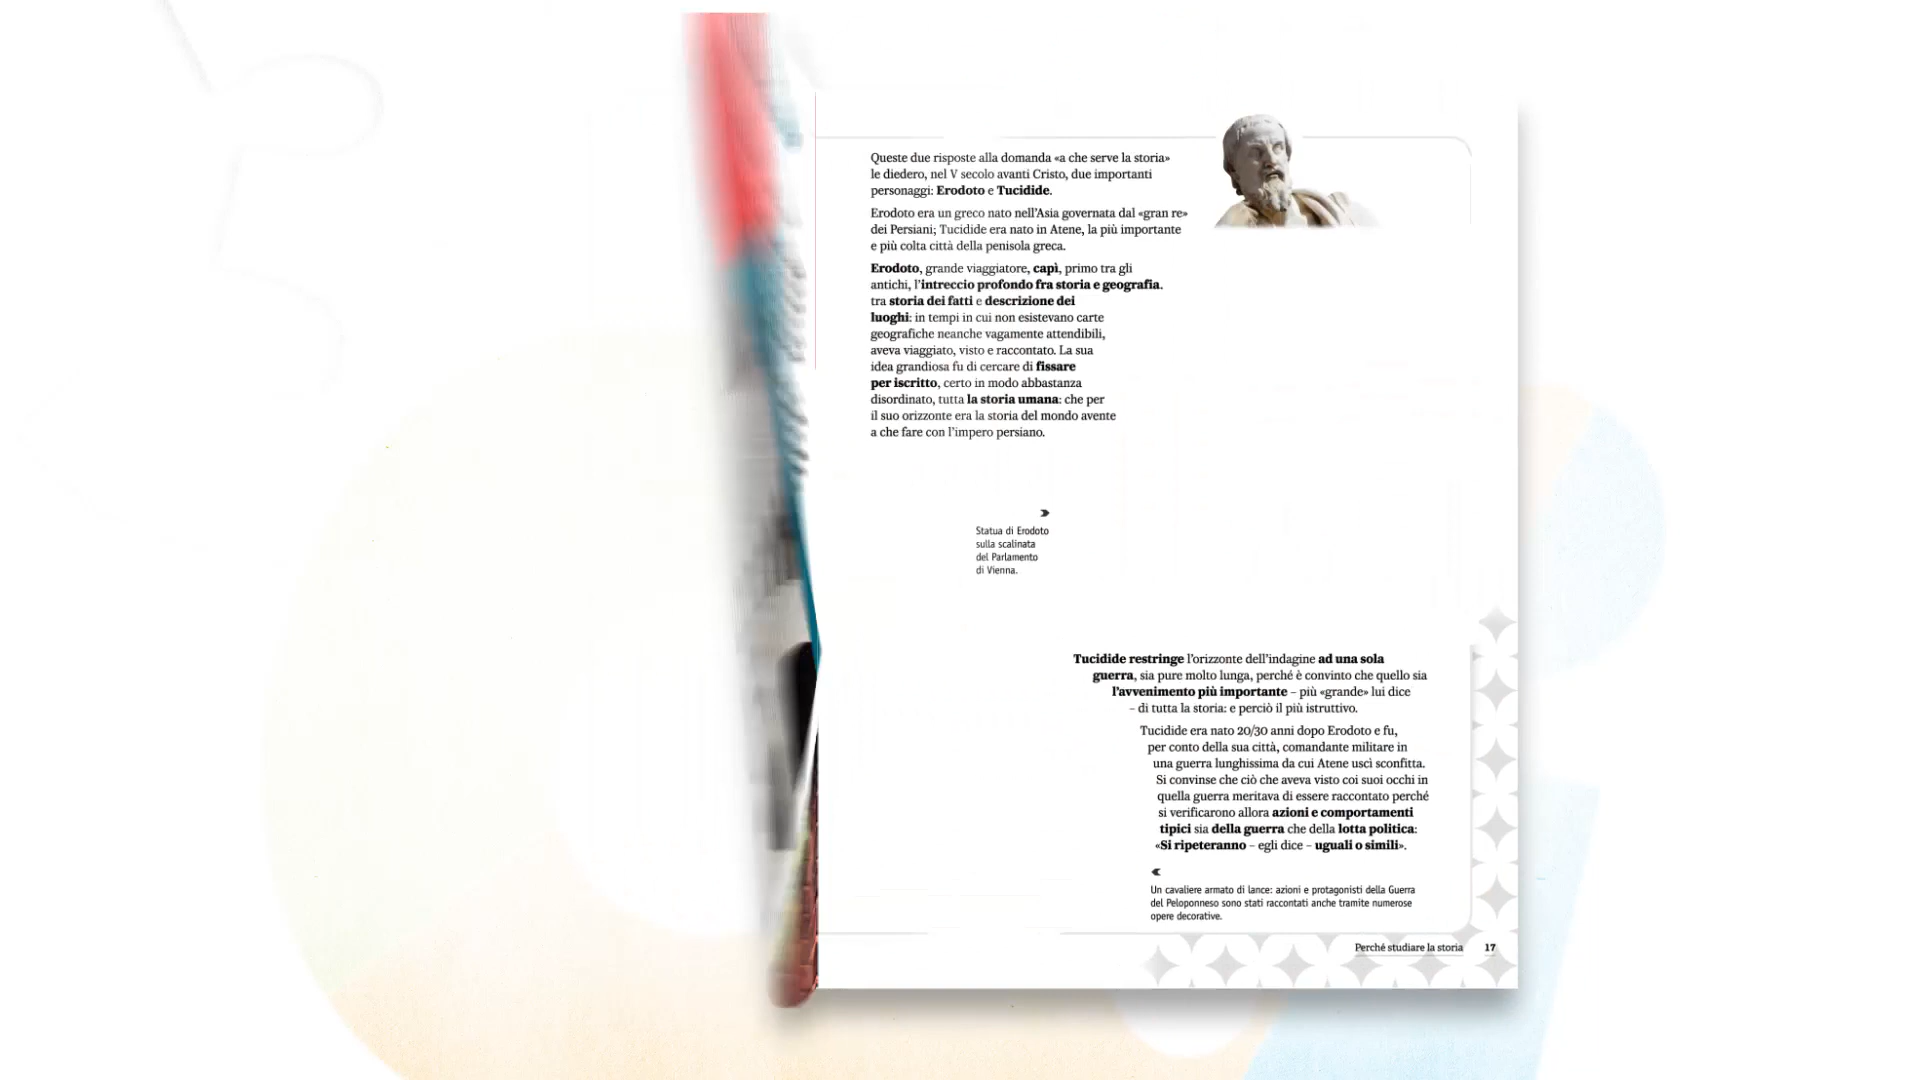 Queste due risposte alla domanda «a che serve la storia»
le diedero, nel V secolo avanti Cristo, due importanti
personaggi: Erodoto e Tucidide.
Erodoto era un greco nato nell'Asia governata dal «gran re»
dei Persiani; Tucidide era nato in Atene, la più importante
e più colta città della penisola greca.
Erodoto, grande viaggiatore, capì, primo tra gli
antichi, l'intreccio profondo fra storia e geografia,
tra storia dei fatti e descrizione dei
luoghi: in tempi in cui non esistevano carte
geografiche neanche vagamente attendibili,
aveva viaggiato, visto e raccontato. La sua
idea grandiosa fu di cercare di fissare
per iscritto, certo in modo abbastanza
disordinato, tutta la storia umana: che per
il suo orizzonte era la storia del mondo avente
a che fare con l'impero persiano.
Statua di Erodoto
sulla scalinata
del Parlamento
di Vienna.
Tucidide restringe l'orizzonte dell'indagine ad una sola
guerra, sia pure molto lunga, perché è convinto che quello sia
l'avvenimento più importante – più «grande» lui dice
– di tutta la storia: e perciò il più istruttivo.
Tucidide era nato 20/30 anni dopo Erodoto e fu,
per conto della sua città, comandante militare in
una guerra lunghissima da cui Atene uscì sconfitta.
Si convinse che ciò che aveva visto coi suoi occhi in
quella guerra meritava di essere raccontato perché
si verificarono allora azioni e comportamenti
tipici sia della guerra che della lotta politica:
«Si ripeteranno – egli dice – uguali o simili».
Un cavaliere armato di lance: azioni e protagonisti della Guerra
del Peloponneso sono stati raccontati anche tramite numerose
opere decorative.
Perché studiare la storia 17